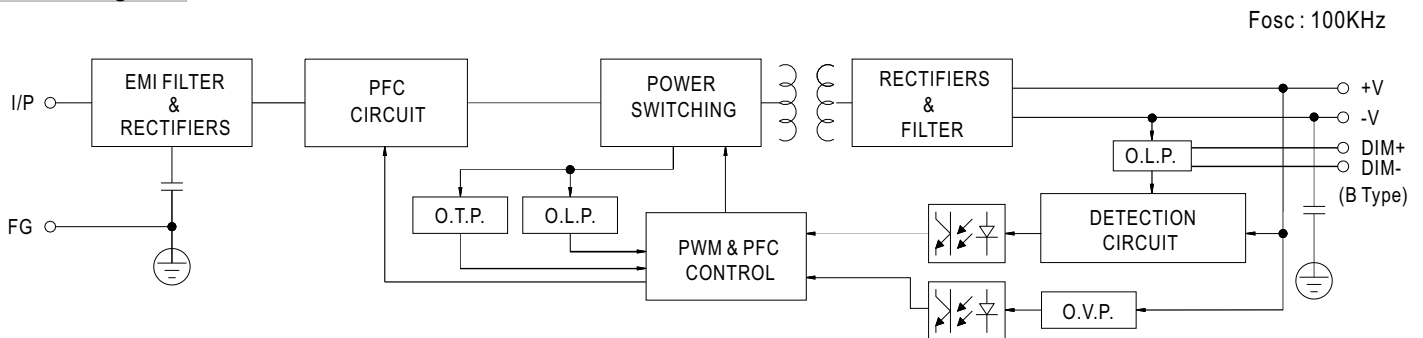 Fosc : 100KHz
EMI FILTER
&
RECTIFIERS
PFC
CIRCUIT
POWER
SWITCHING
RECTIFIERS
&
FILTER
I/P
+V
-V
DIM+
DIM-
(B Type)
O.L.P.
O.T.P.
O.L.P.
FG
PWM & PFC
CONTROL
DETECTION
CIRCUIT
O.V.P.